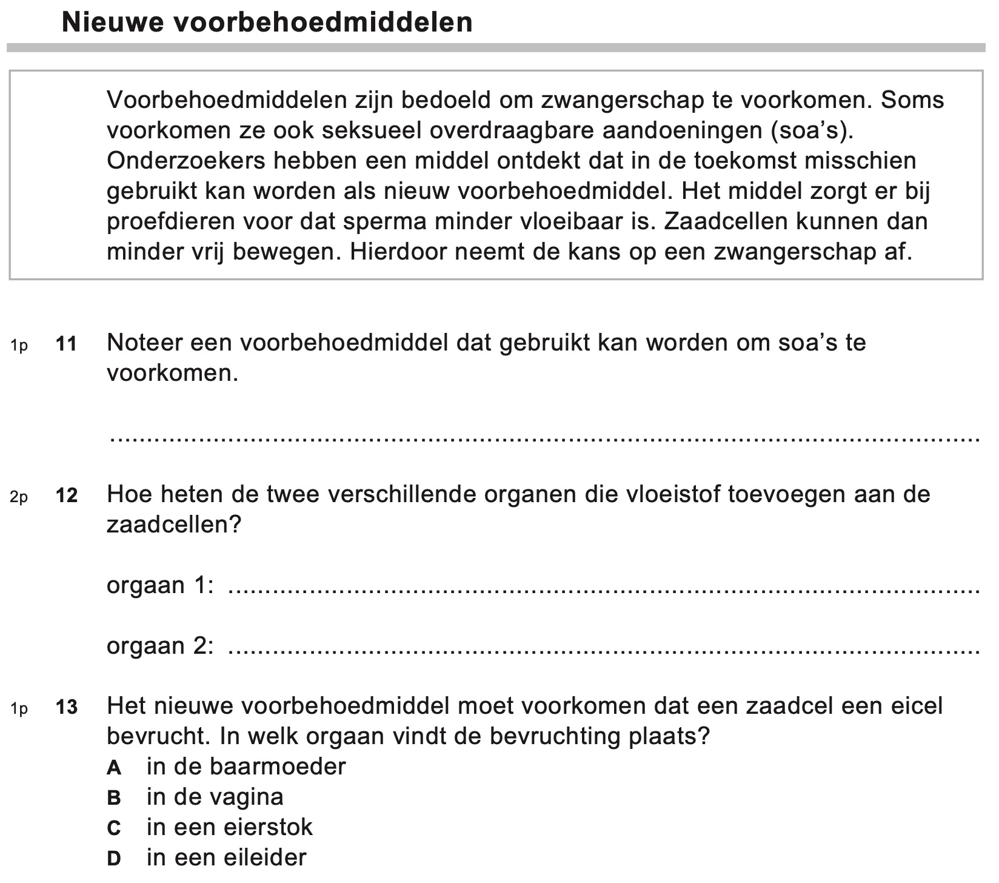 Nieuwe voorbehoedmiddelen
Voorbehoedmiddelen zijn bedoeld om zwangerschap te voorkomen. Soms
voorkomen ze ook seksueel overdraagbare aandoeningen (soa’s).
Onderzoekers hebben een middel ontdekt dat in de toekomst misschien
gebruikt kan worden als nieuw voorbehoedmiddel. Het middel zorgt er bij
proefdieren voor dat sperma minder vloeibaar is. Zaadcellen kunnen dan
minder vrij bewegen. Hierdoor neemt de kans op een zwangerschap af.
1p 11 Noteer een voorbehoedmiddel dat gebruikt kan worden om soa’s te
voorkomen.
....................................................................................................................
2p 12 Hoe heten de twee verschillende organen die vloeistof toevoegen aan de
zaadcellen?
orgaan 1: ....................................................................................................
orgaan 2: ....................................................................................................
1p 13 Het nieuwe voorbehoedmiddel moet voorkomen dat een zaadcel een eicel
bevrucht. In welk orgaan vindt de bevruchting plaats?
A in de baarmoeder
B in de vagina
C in een eierstok
D in een eileider